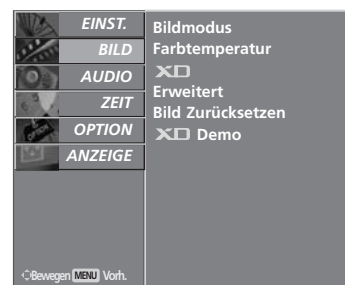 EINST.
BILD
AUDIO
ZEIT
OPTION
ANZEIGE
Bewegen MENU Vorh.
Bildmodus
Farbtemperatur
XD
Erweitert
Bild Zurücksetzen
XD Demo